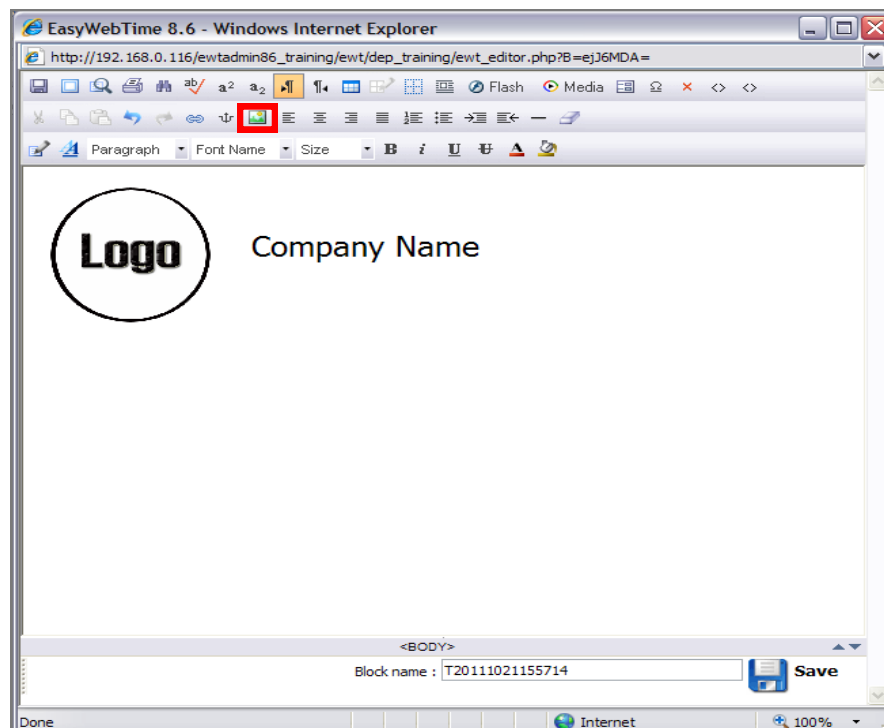 EasyWebTime 8.6 - Windows Internet Explorer
http://192.168.0.116/ewtadmin86_training/ewt/dep_training/ewt_editor.php?B=ejJ6MDA=
ab a² a₂ ¶ ¶ Flash Media Ω × <> <>
Paragraph Font Name Size B i U U A
Logo
Company Name
<BODY>
Block name : T20111021155714 Save
Done Internet 100%